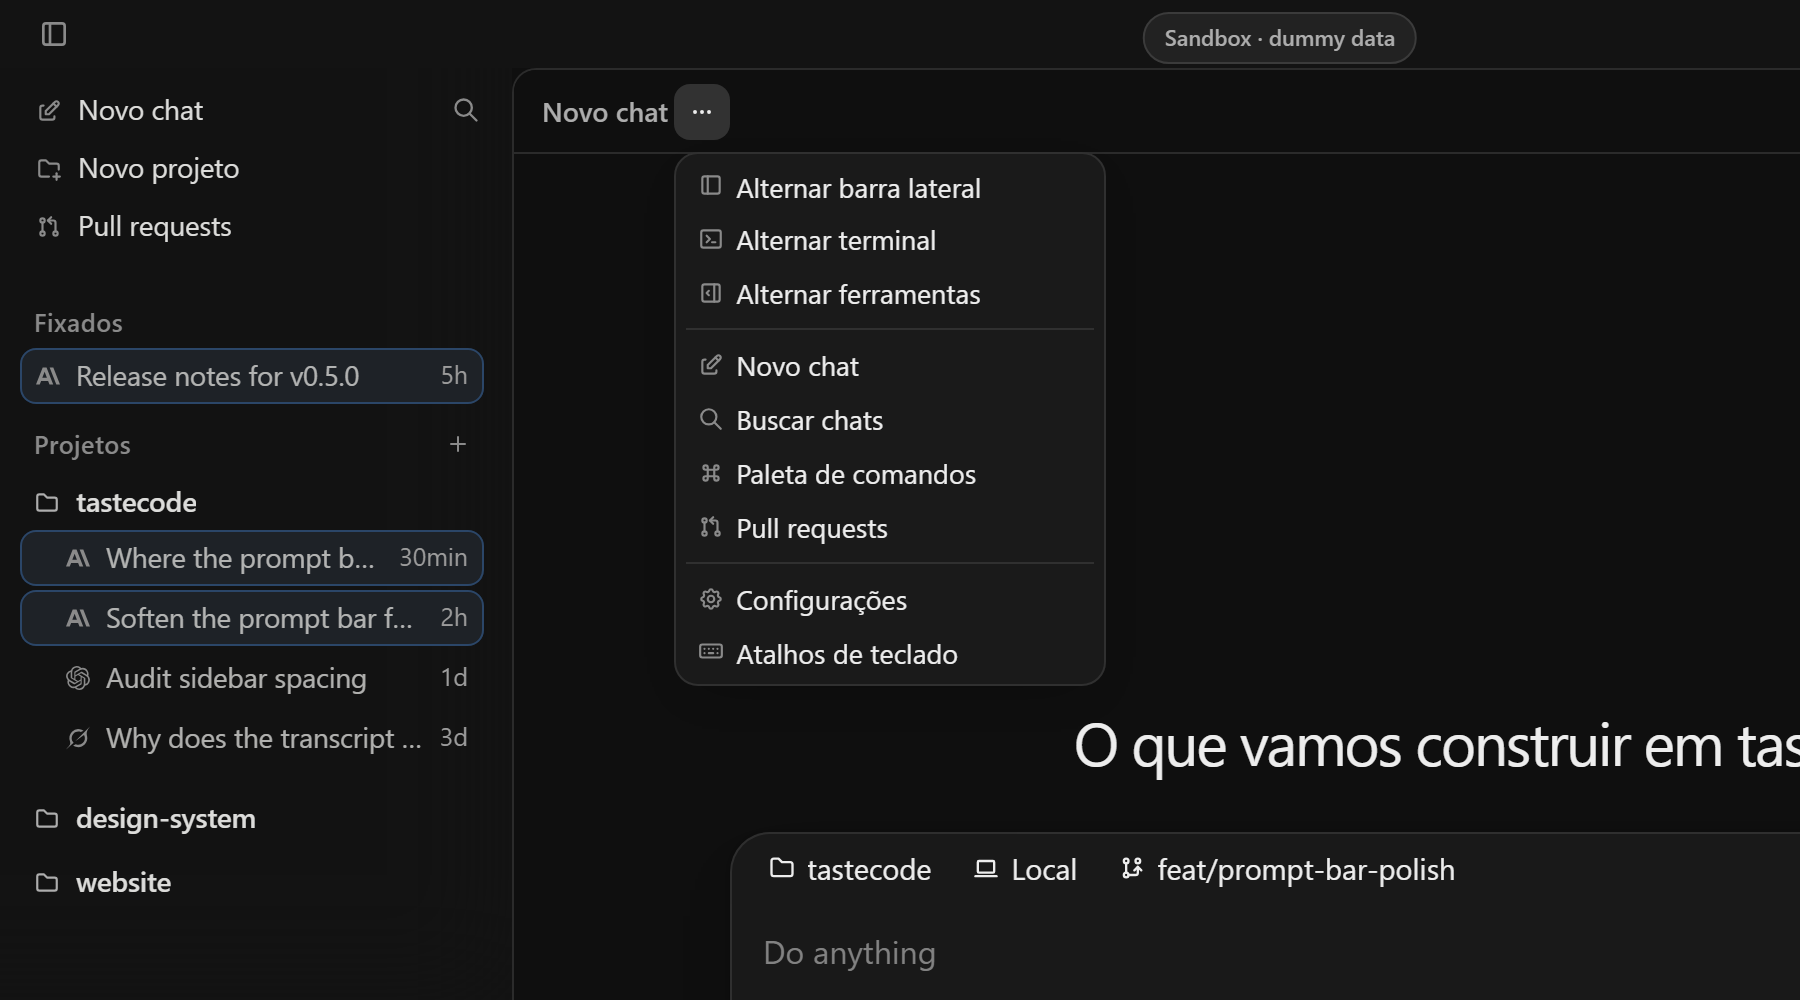 Sandbox · dummy data
Novo chat
Novo projeto
Pull requests
Fixados
Release notes for v0.5.0 5h
Projetos
tastecode
Where the prompt b... 30min
Soften the prompt bar f... 2h
Audit sidebar spacing 1d
Why does the transcript ... 3d
design-system
website
Novo chat
Alternar barra lateral
Alternar terminal
Alternar ferramentas
Novo chat
Buscar chats
Paleta de comandos
Pull requests
Configurações
Atalhos de teclado
O que vamos construir em tas
tastecode Local feat/prompt-bar-polish
Do anything